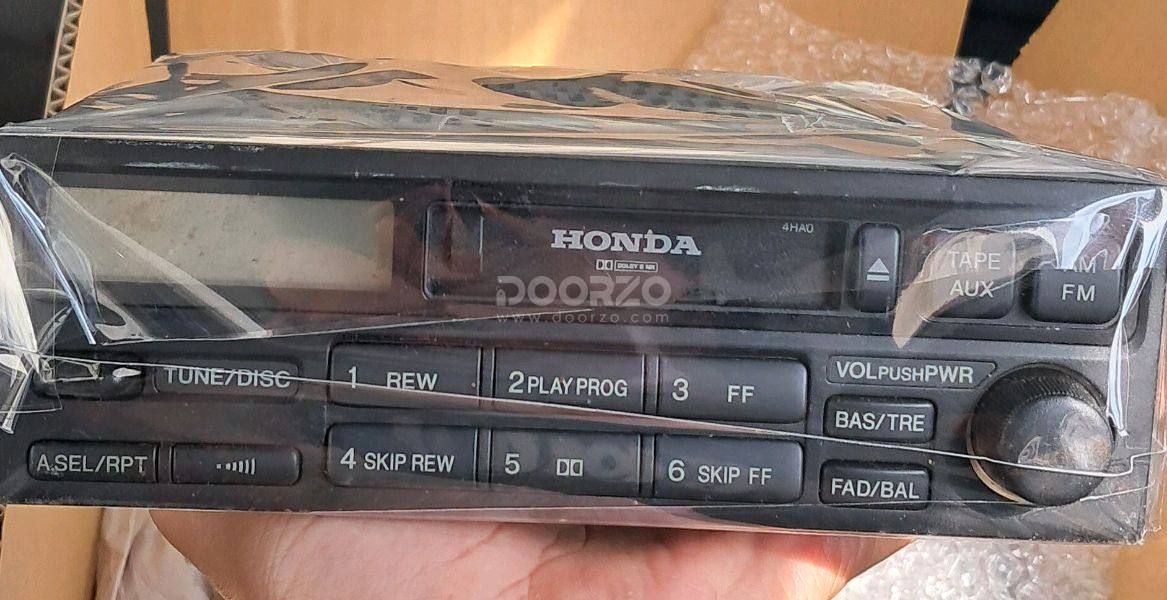 HONDA
4HA0
DOLBY B NR
DOORZO
www.doorzo.com
TAPE
AUX
AM
FM
TUNE/DISC
1 REW
2 PLAY PROG
3 FF
VOL PUSH PWR
BAS/TRE
A.SEL/RPT
4 SKIP REW
5
6 SKIP FF
FAD/BAL